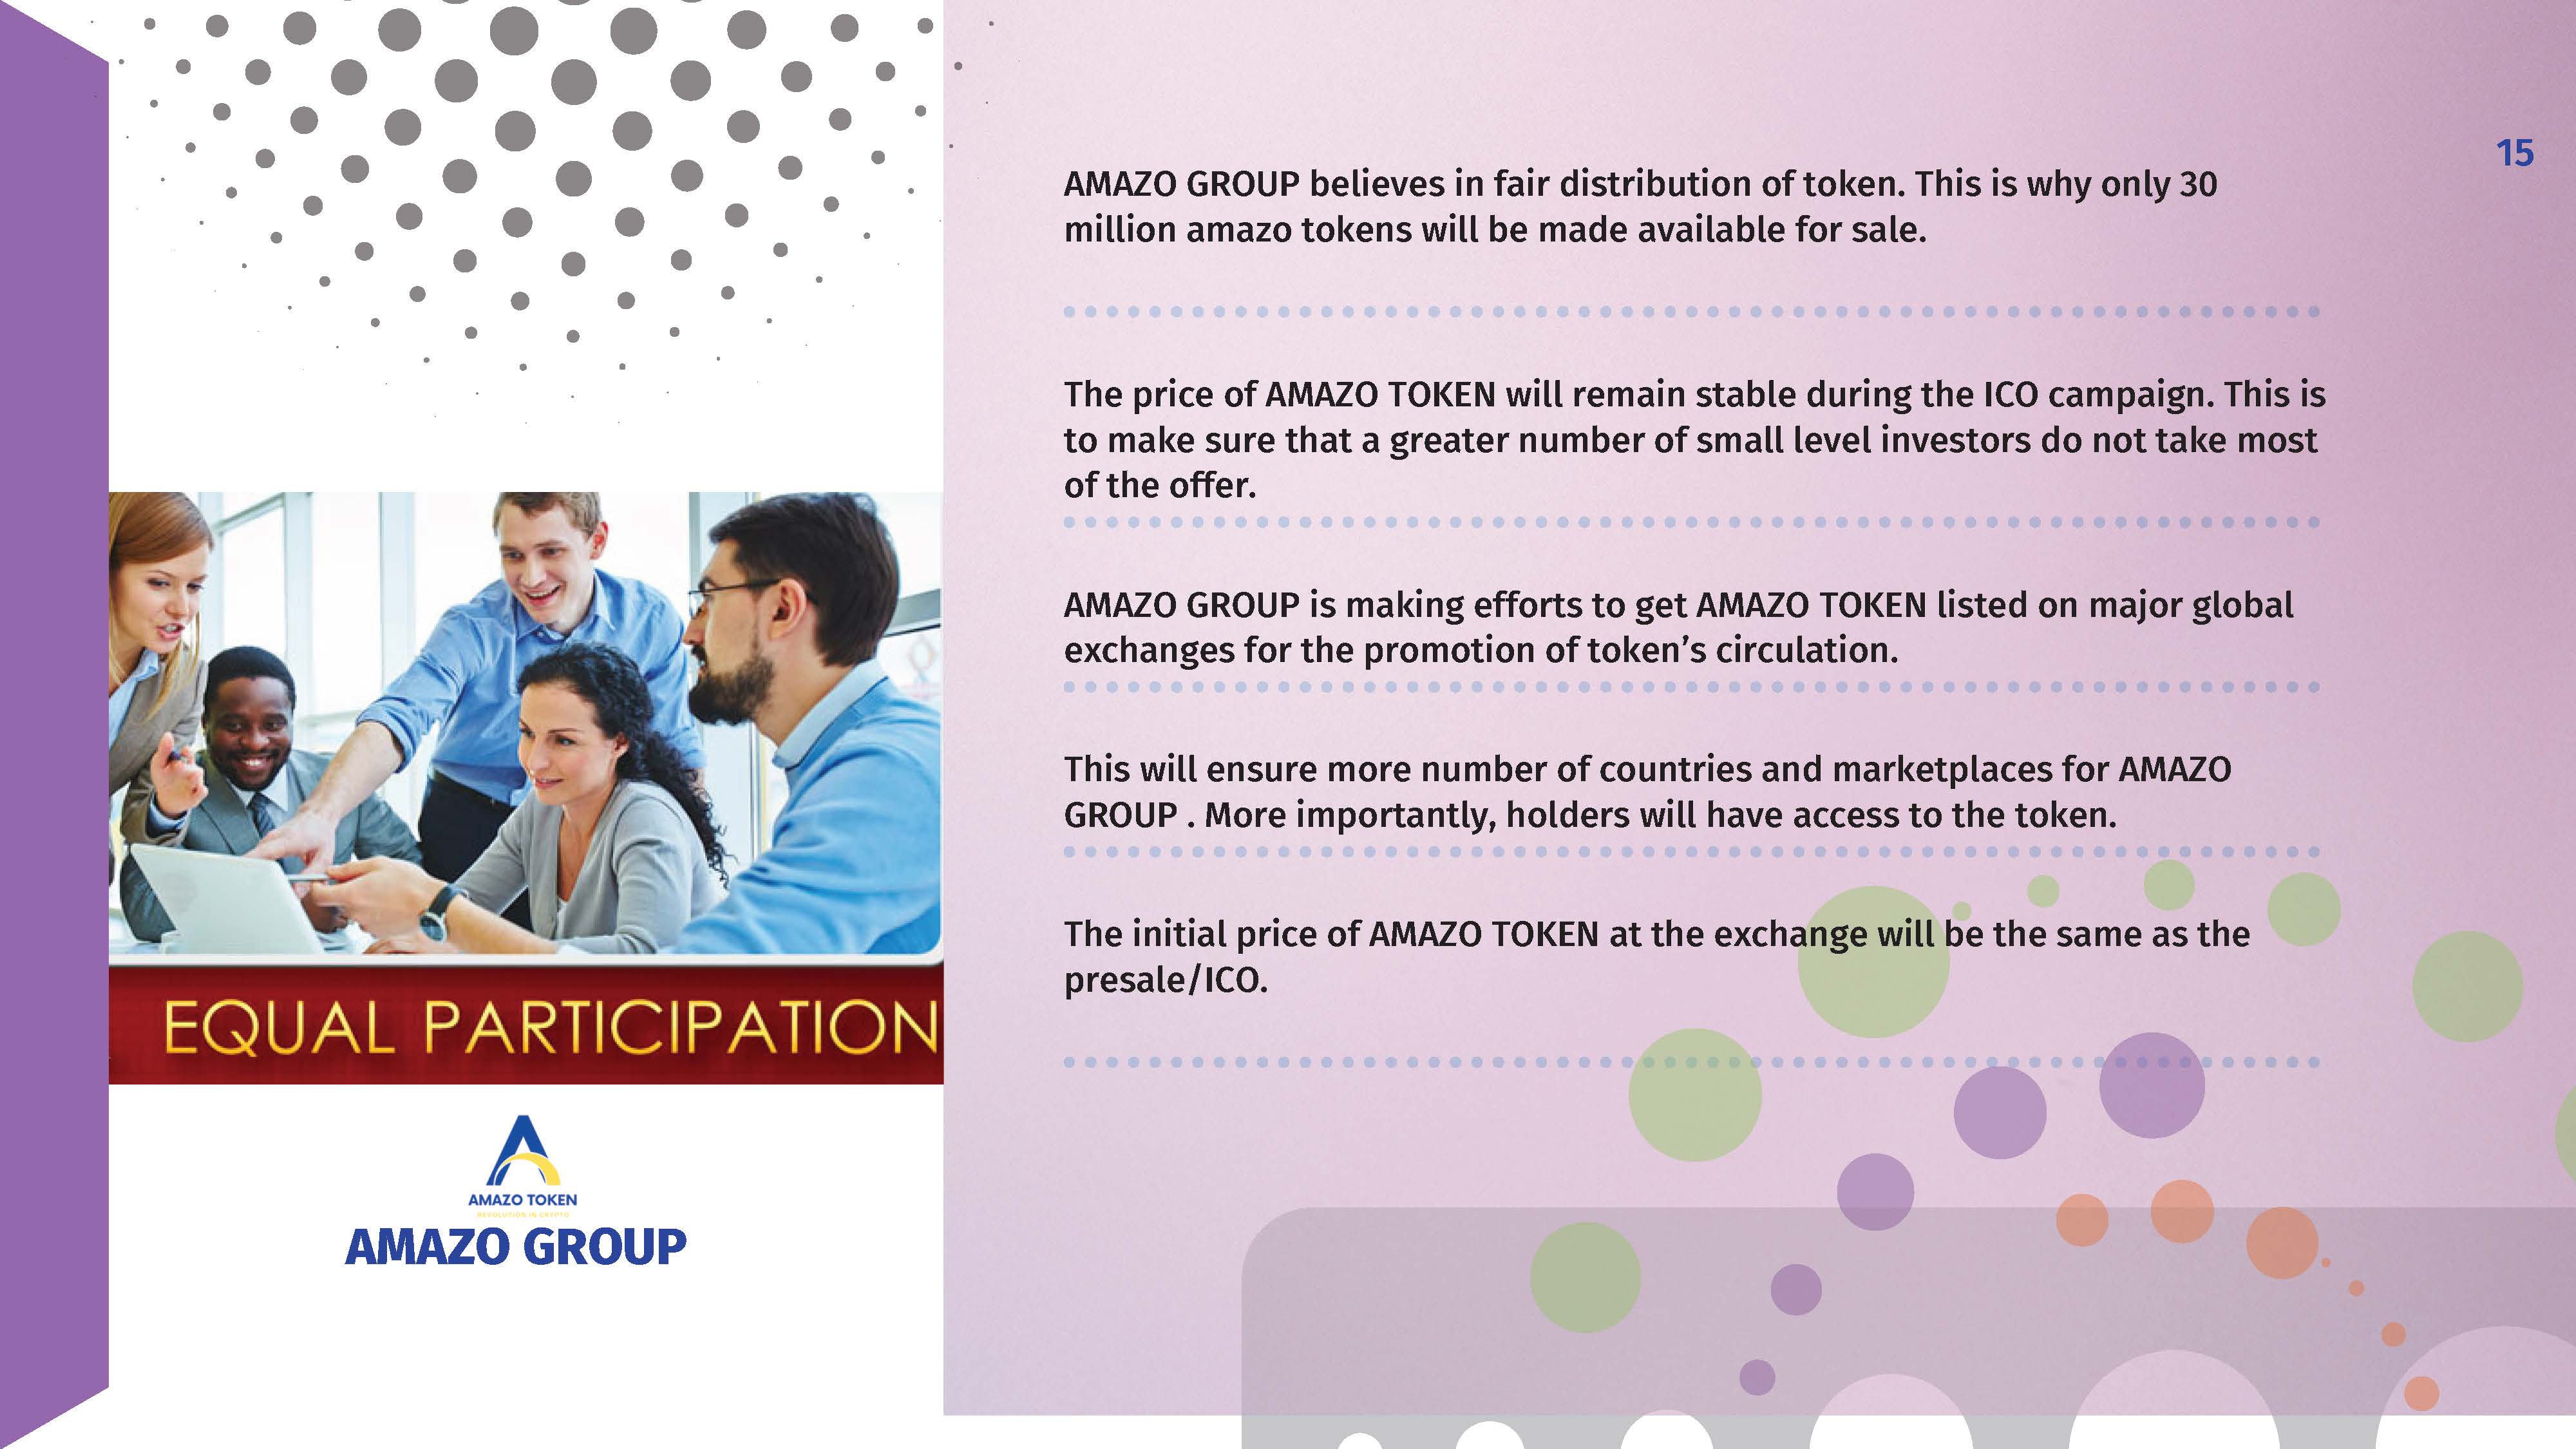 15
AMAZO GROUP believes in fair distribution of token. This is why only 30
million amazo tokens will be made available for sale.
The price of AMAZO TOKEN will remain stable during the ICO campaign. This is
to make sure that a greater number of small level investors do not take most
of the offer.
AMAZO GROUP is making efforts to get AMAZO TOKEN listed on major global
exchanges for the promotion of token’s circulation.
This will ensure more number of countries and marketplaces for AMAZO
GROUP . More importantly, holders will have access to the token.
The initial price of AMAZO TOKEN at the exchange will be the same as the
presale/ICO.
EQUAL PARTICIPATION
AMAZO TOKEN
REVOLUTION IN CRYPTO
AMAZO GROUP